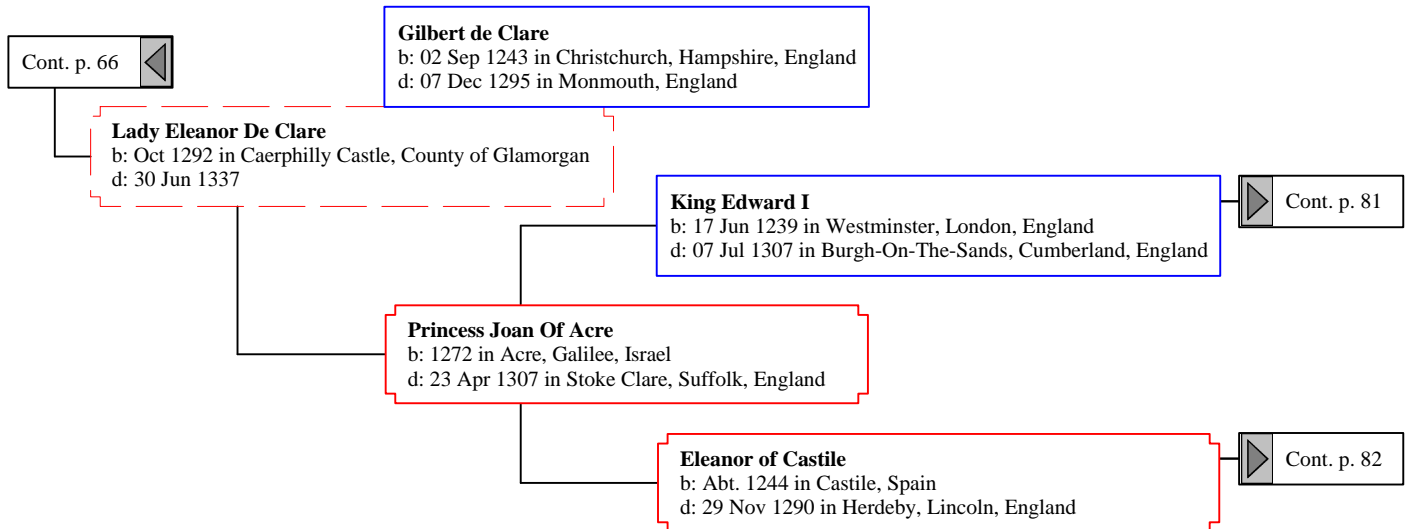 Gilbert de Clare
b: 02 Sep 1243 in Christchurch, Hampshire, England
d: 07 Dec 1295 in Monmouth, England
Cont. p. 66
Lady Eleanor De Clare
b: Oct 1292 in Caerphilly Castle, County of Glamorgan
d: 30 Jun 1337
King Edward I
b: 17 Jun 1239 in Westminster, London, England
d: 07 Jul 1307 in Burgh-On-The-Sands, Cumberland, England
Cont. p. 81
Princess Joan Of Acre
b: 1272 in Acre, Galilee, Israel
d: 23 Apr 1307 in Stoke Clare, Suffolk, England
Eleanor of Castile
b: Abt. 1244 in Castile, Spain
d: 29 Nov 1290 in Herdeby, Lincoln, England
Cont. p. 82